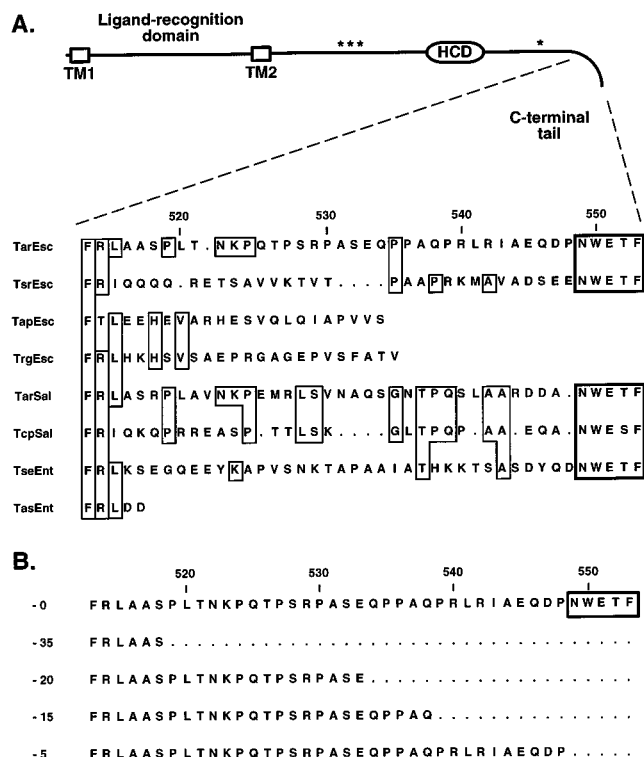 A.
Ligand-recognition
domain
TM1
TM2
***
HCD
*
C-terminal
tail
520 530 540 550
TarEsc F R L A A S P L T . N K P Q T P S R P A S E Q P P A Q P R L R I A E Q D P N W E T F
TsrEsc F R I Q Q Q Q . R E T S A V V K T V T . . . . P A A P R K M A V A D S E E N W E T F
TapEsc F T L E E H E V A R H E S V Q L Q I A P V V S
TrgEsc F R L H K H S V S A E P R G A G E P V S F A T V
TarSal F R L A S R P L A V N K P E M R L S V N A Q S G N T P Q S L A A R D D A . N W E T F
TcpSal F R I Q K Q P R R E A S P . T T L S K . . . . G L T P Q P . A A . E Q A . N W E S F
TseEnt F R L K S E G Q E E Y K A P V S N K T A P A A I A T H K K T S A S D Y Q D N W E T F
TasEnt F R L D D
B.
520 530 540 550
- 0 F R L A A S P L T N K P Q T P S R P A S E Q P P A Q P R L R I A E Q D P N W E T F
- 35 F R L A A S . . . . . . . . . . . . . . . . . . . . . . . . . . . . . . . . . . .
- 20 F R L A A S P L T N K P Q T P S R P A S E . . . . . . . . . . . . . . . . . . . .
- 15 F R L A A S P L T N K P Q T P S R P A S E Q P P A Q . . . . . . . . . . . . . . .
- 5 F R L A A S P L T N K P Q T P S R P A S E Q P P A Q P R L R I A E Q D P . . . . .